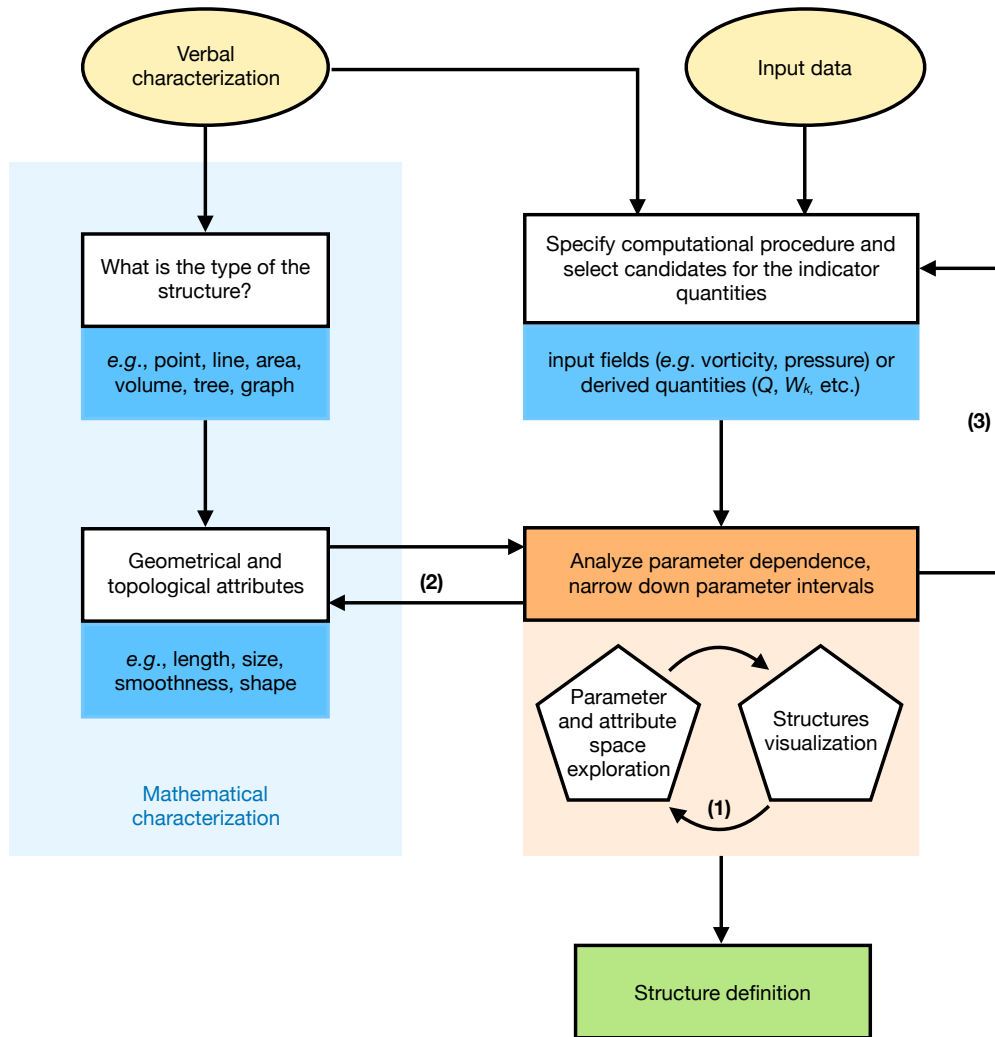 Verbal
characterization
Input data
What is the type of the
structure?
e.g., point, line, area,
volume, tree, graph
Specify computational procedure and
select candidates for the indicator
quantities
input fields (e.g. vorticity, pressure) or
derived quantities (Q, Wk, etc.)
(3)
Geometrical and
topological attributes
e.g., length, size,
smoothness, shape
(2)
Analyze parameter dependence,
narrow down parameter intervals
Parameter
and attribute
space
exploration
Structures
visualization
(1)
Mathematical
characterization
Structure definition